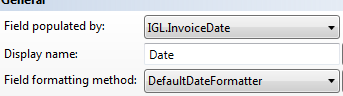 General
Field populated by: IGL.InvoiceDate
Display name: Date
Field formatting method: DefaultDateFormatter